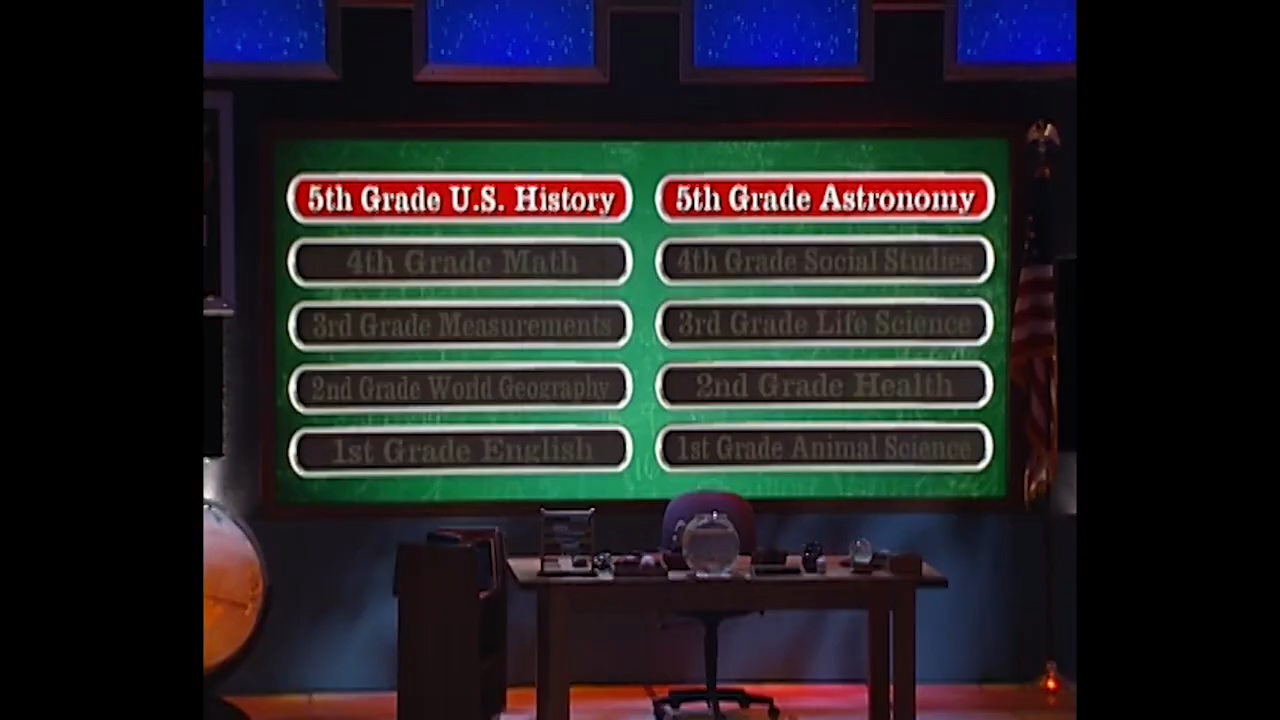 5th Grade U.S. History
5th Grade Astronomy
4th Grade Math
4th Grade Social Studies
3rd Grade Measurements
3rd Grade Life Science
2nd Grade World Geography
2nd Grade Health
1st Grade English
1st Grade Animal Science